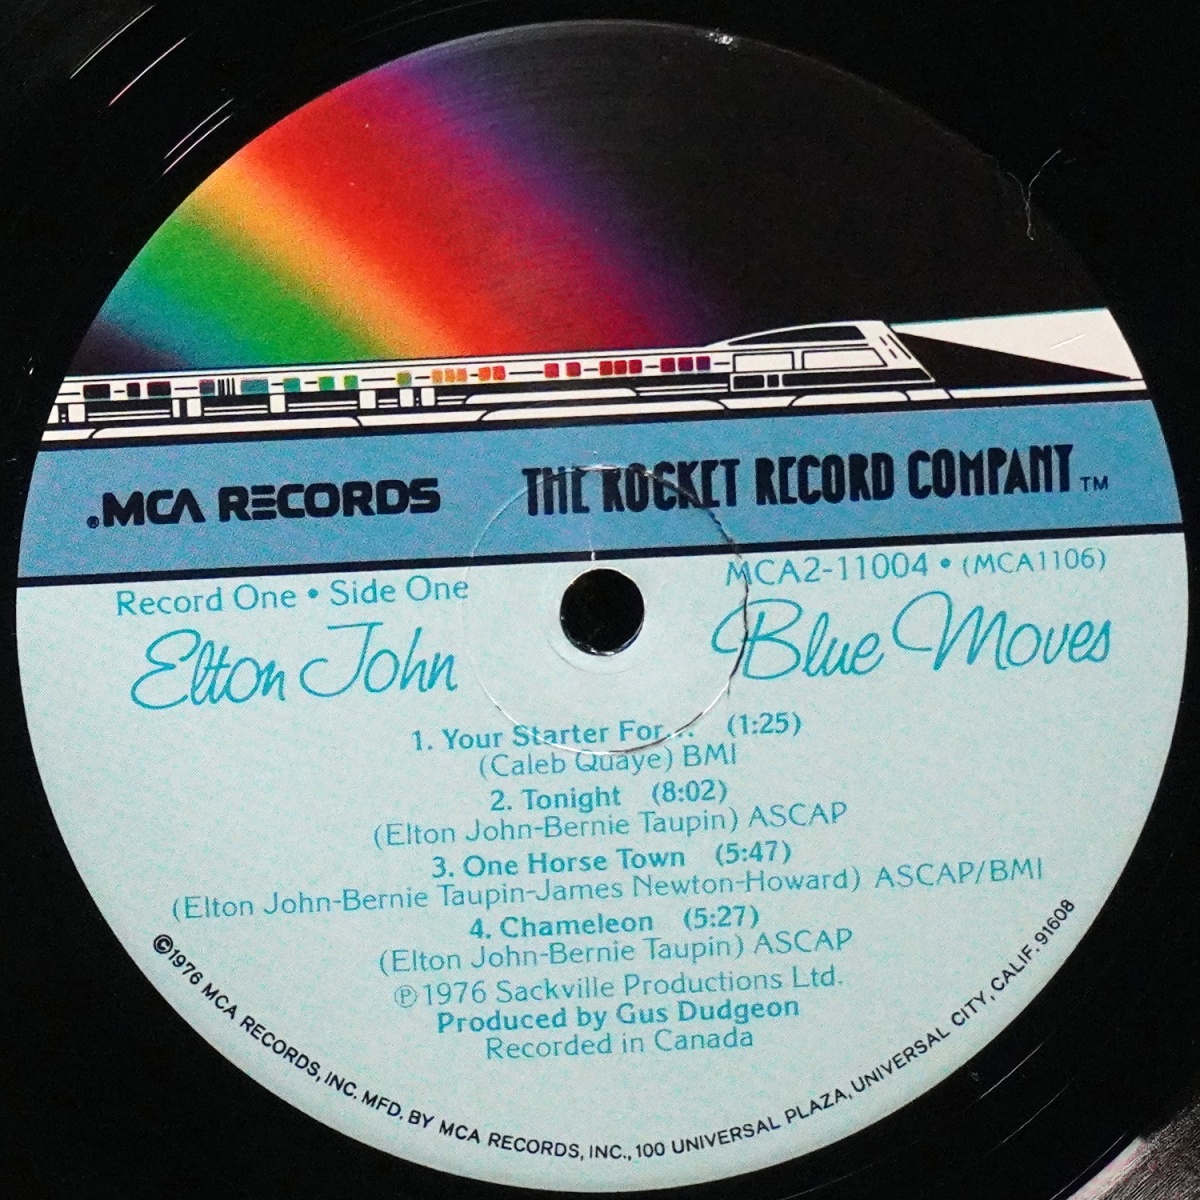 ®MCA RECORDS
THE ROCKET RECORD COMPANY™
Record One • Side One
MCA2-11004 • (MCA1106)
Elton John
Blue Moves
1. Your Starter For... (1:25)
(Caleb Quaye) BMI
2. Tonight (8:02)
(Elton John-Bernie Taupin) ASCAP
3. One Horse Town (5:47)
(Elton John-Bernie Taupin-James Newton-Howard) ASCAP/BMI
4. Chameleon (5:27)
(Elton John-Bernie Taupin) ASCAP
℗1976 Sackville Productions Ltd.
Produced by Gus Dudgeon
Recorded in Canada
©1976 MCA RECORDS, INC. MFD. BY MCA RECORDS, INC., 100 UNIVERSAL PLAZA, UNIVERSAL CITY, CALIF. 91608